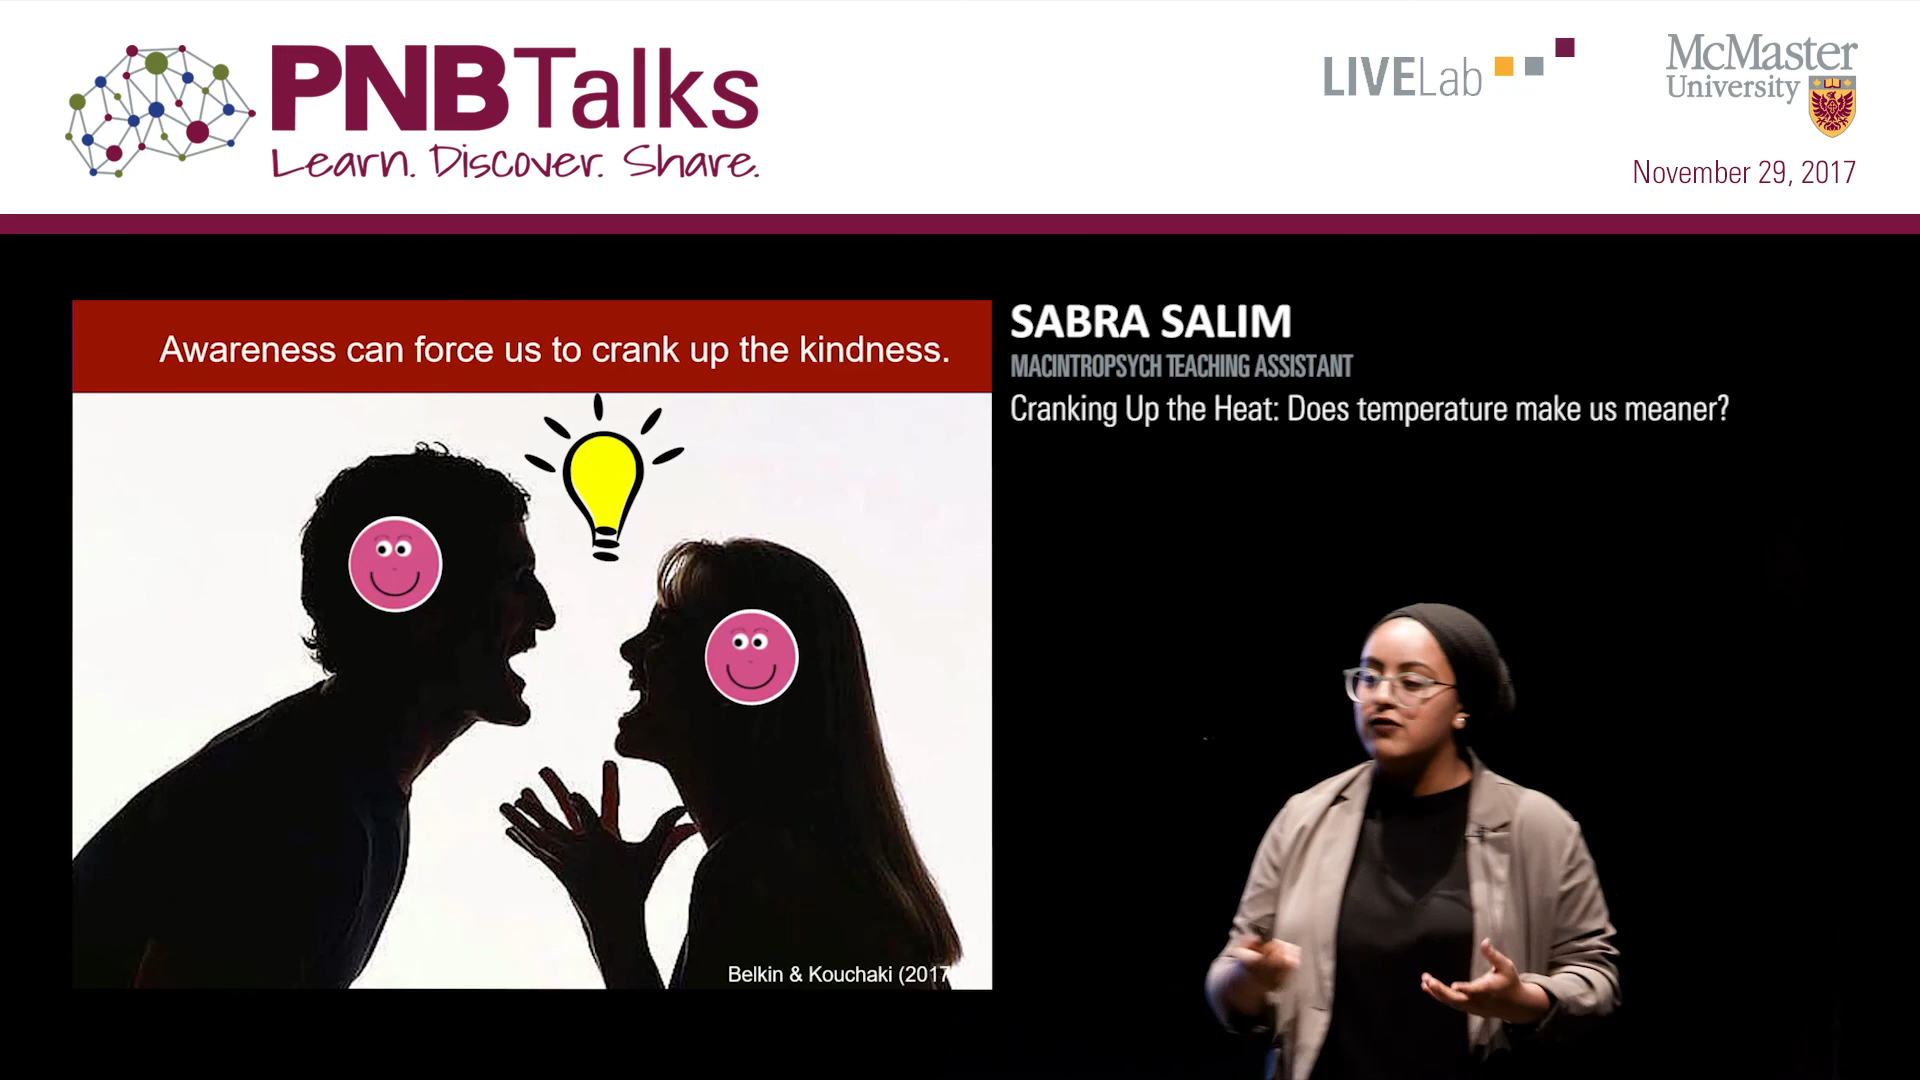 PNBTalks
Learn. Discover. Share.
LIVELab
McMaster
University
November 29, 2017
Awareness can force us to crank up the kindness.
Belkin & Kouchaki (2017
SABRA SALIM
MACINTROPSYCH TEACHING ASSISTANT
Cranking Up the Heat: Does temperature make us meaner?